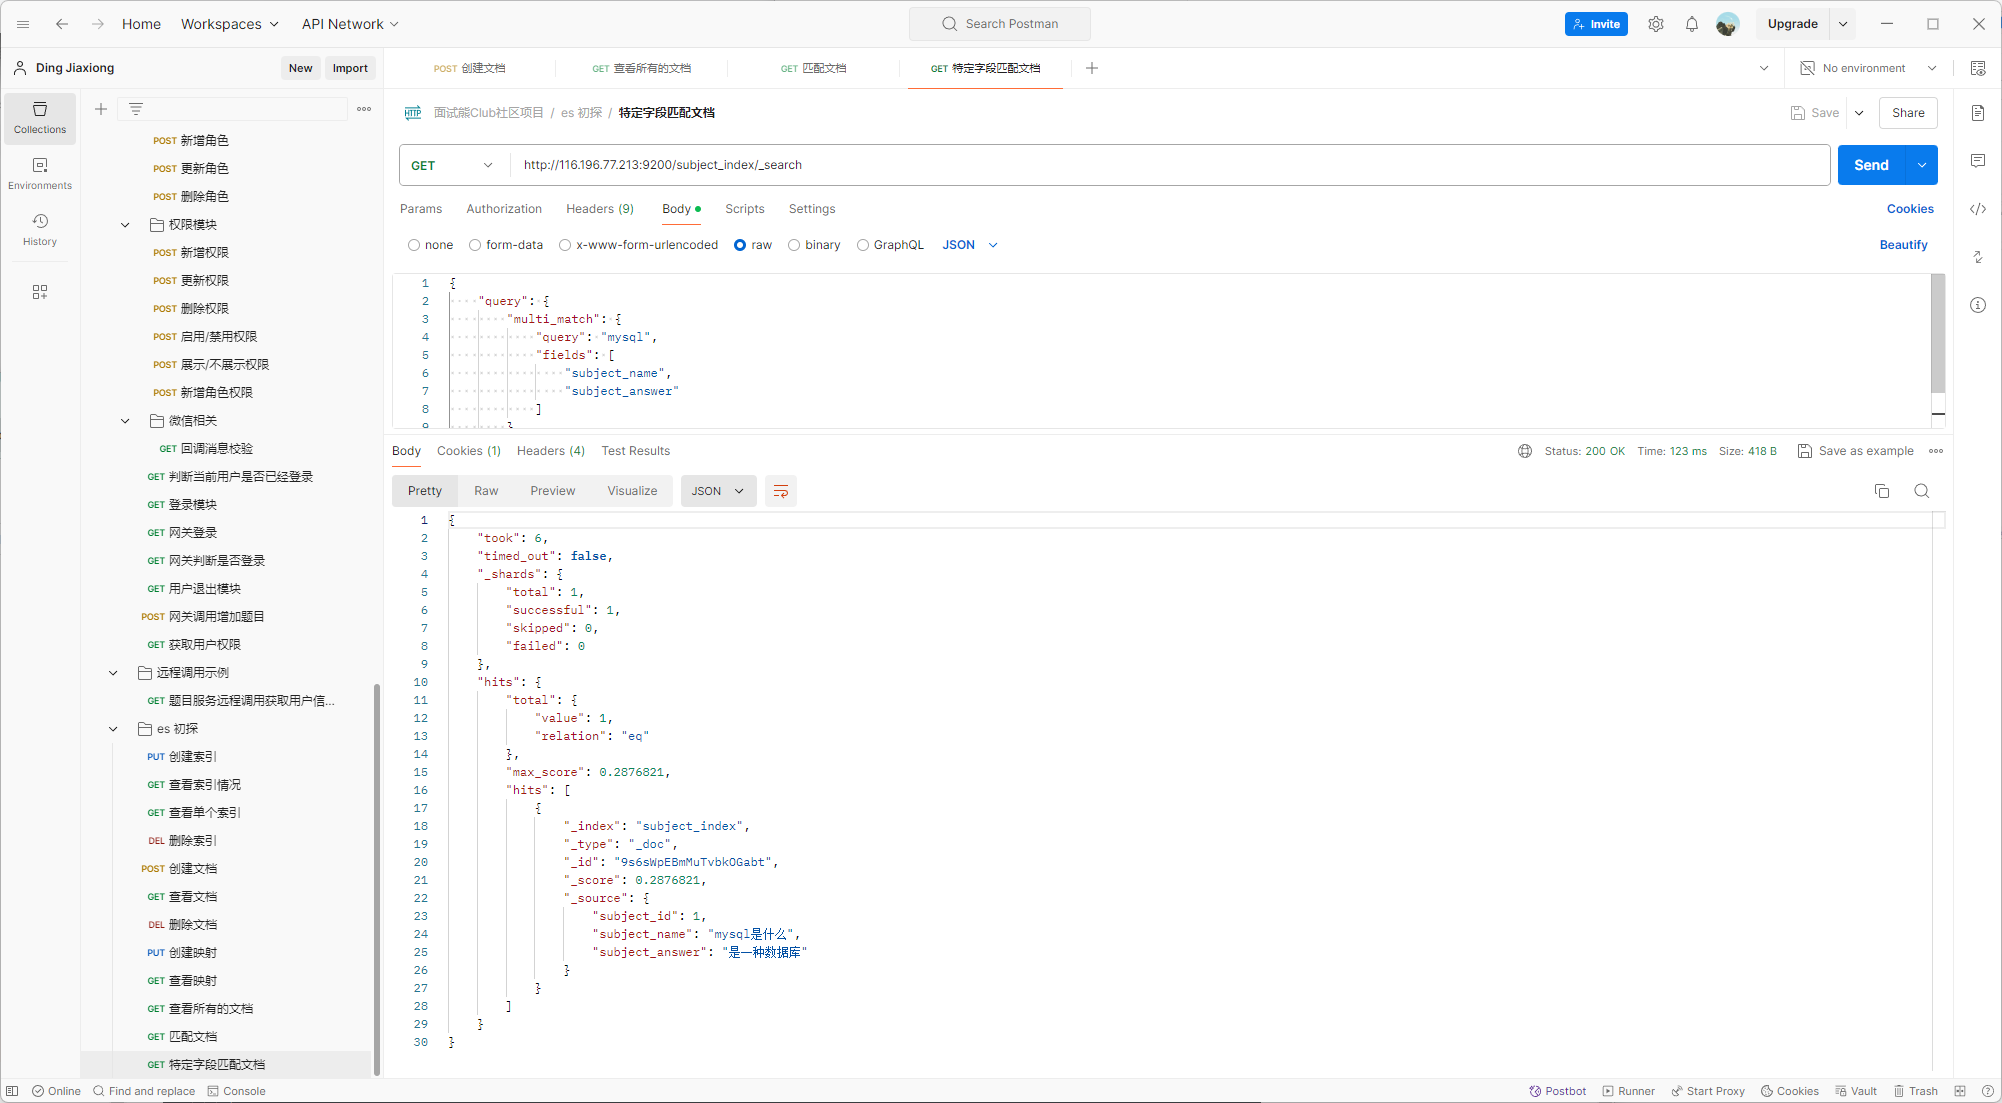 Home Workspaces API Network Search Postman Invite Upgrade
Ding Jiaxiong New Import
POST 创建文档 GET 查看所有的文档 GET 匹配文档 GET 特定字段匹配文档 No environment
Collections
Environments
History
POST 新增角色
POST 更新角色
POST 删除角色
权限模块
POST 新增权限
POST 更新权限
POST 删除权限
POST 启用/禁用权限
POST 展示/不展示权限
POST 新增角色权限
微信相关
GET 回调消息校验
GET 判断当前用户是否已经登录
GET 登录模块
GET 网关登录
GET 网关判断是否登录
GET 用户退出模块
POST 网关调用增加题目
GET 获取用户权限
远程调用示例
GET 题目服务远程调用获取用户信...
es 初探
PUT 创建索引
GET 查看索引情况
GET 查看单个索引
DEL 删除索引
POST 创建文档
GET 查看文档
DEL 删除文档
PUT 创建映射
GET 查看映射
GET 查看所有的文档
GET 匹配文档
GET 特定字段匹配文档
HTTP 面试熊Club社区项目 / es 初探 / 特定字段匹配文档 Save Share
GET http://116.196.77.213:9200/subject_index/_search Send
Params Authorization Headers (9) Body Scripts Settings Cookies
none form-data x-www-form-urlencoded raw binary GraphQL JSON Beautify
1 {
2 "query": {
3 "multi_match": {
4 "query": "mysql",
5 "fields": [
6 "subject_name",
7 "subject_answer"
8 ]
9 }
Body Cookies (1) Headers (4) Test Results Status: 200 OK Time: 123 ms Size: 418 B Save as example
Pretty Raw Preview Visualize JSON
1 {
2 "took": 6,
3 "timed_out": false,
4 "_shards": {
5 "total": 1,
6 "successful": 1,
7 "skipped": 0,
8 "failed": 0
9 },
10 "hits": {
11 "total": {
12 "value": 1,
13 "relation": "eq"
14 },
15 "max_score": 0.2876821,
16 "hits": [
17 {
18 "_index": "subject_index",
19 "_type": "_doc",
20 "_id": "9s6sWpEBmMuTvbkOGabt",
21 "_score": 0.2876821,
22 "_source": {
23 "subject_id": 1,
24 "subject_name": "mysql是什么",
25 "subject_answer": "是一种数据库"
26 }
27 }
28 ]
29 }
30 }
Online Find and replace Console Postbot Runner Start Proxy Cookies Vault Trash